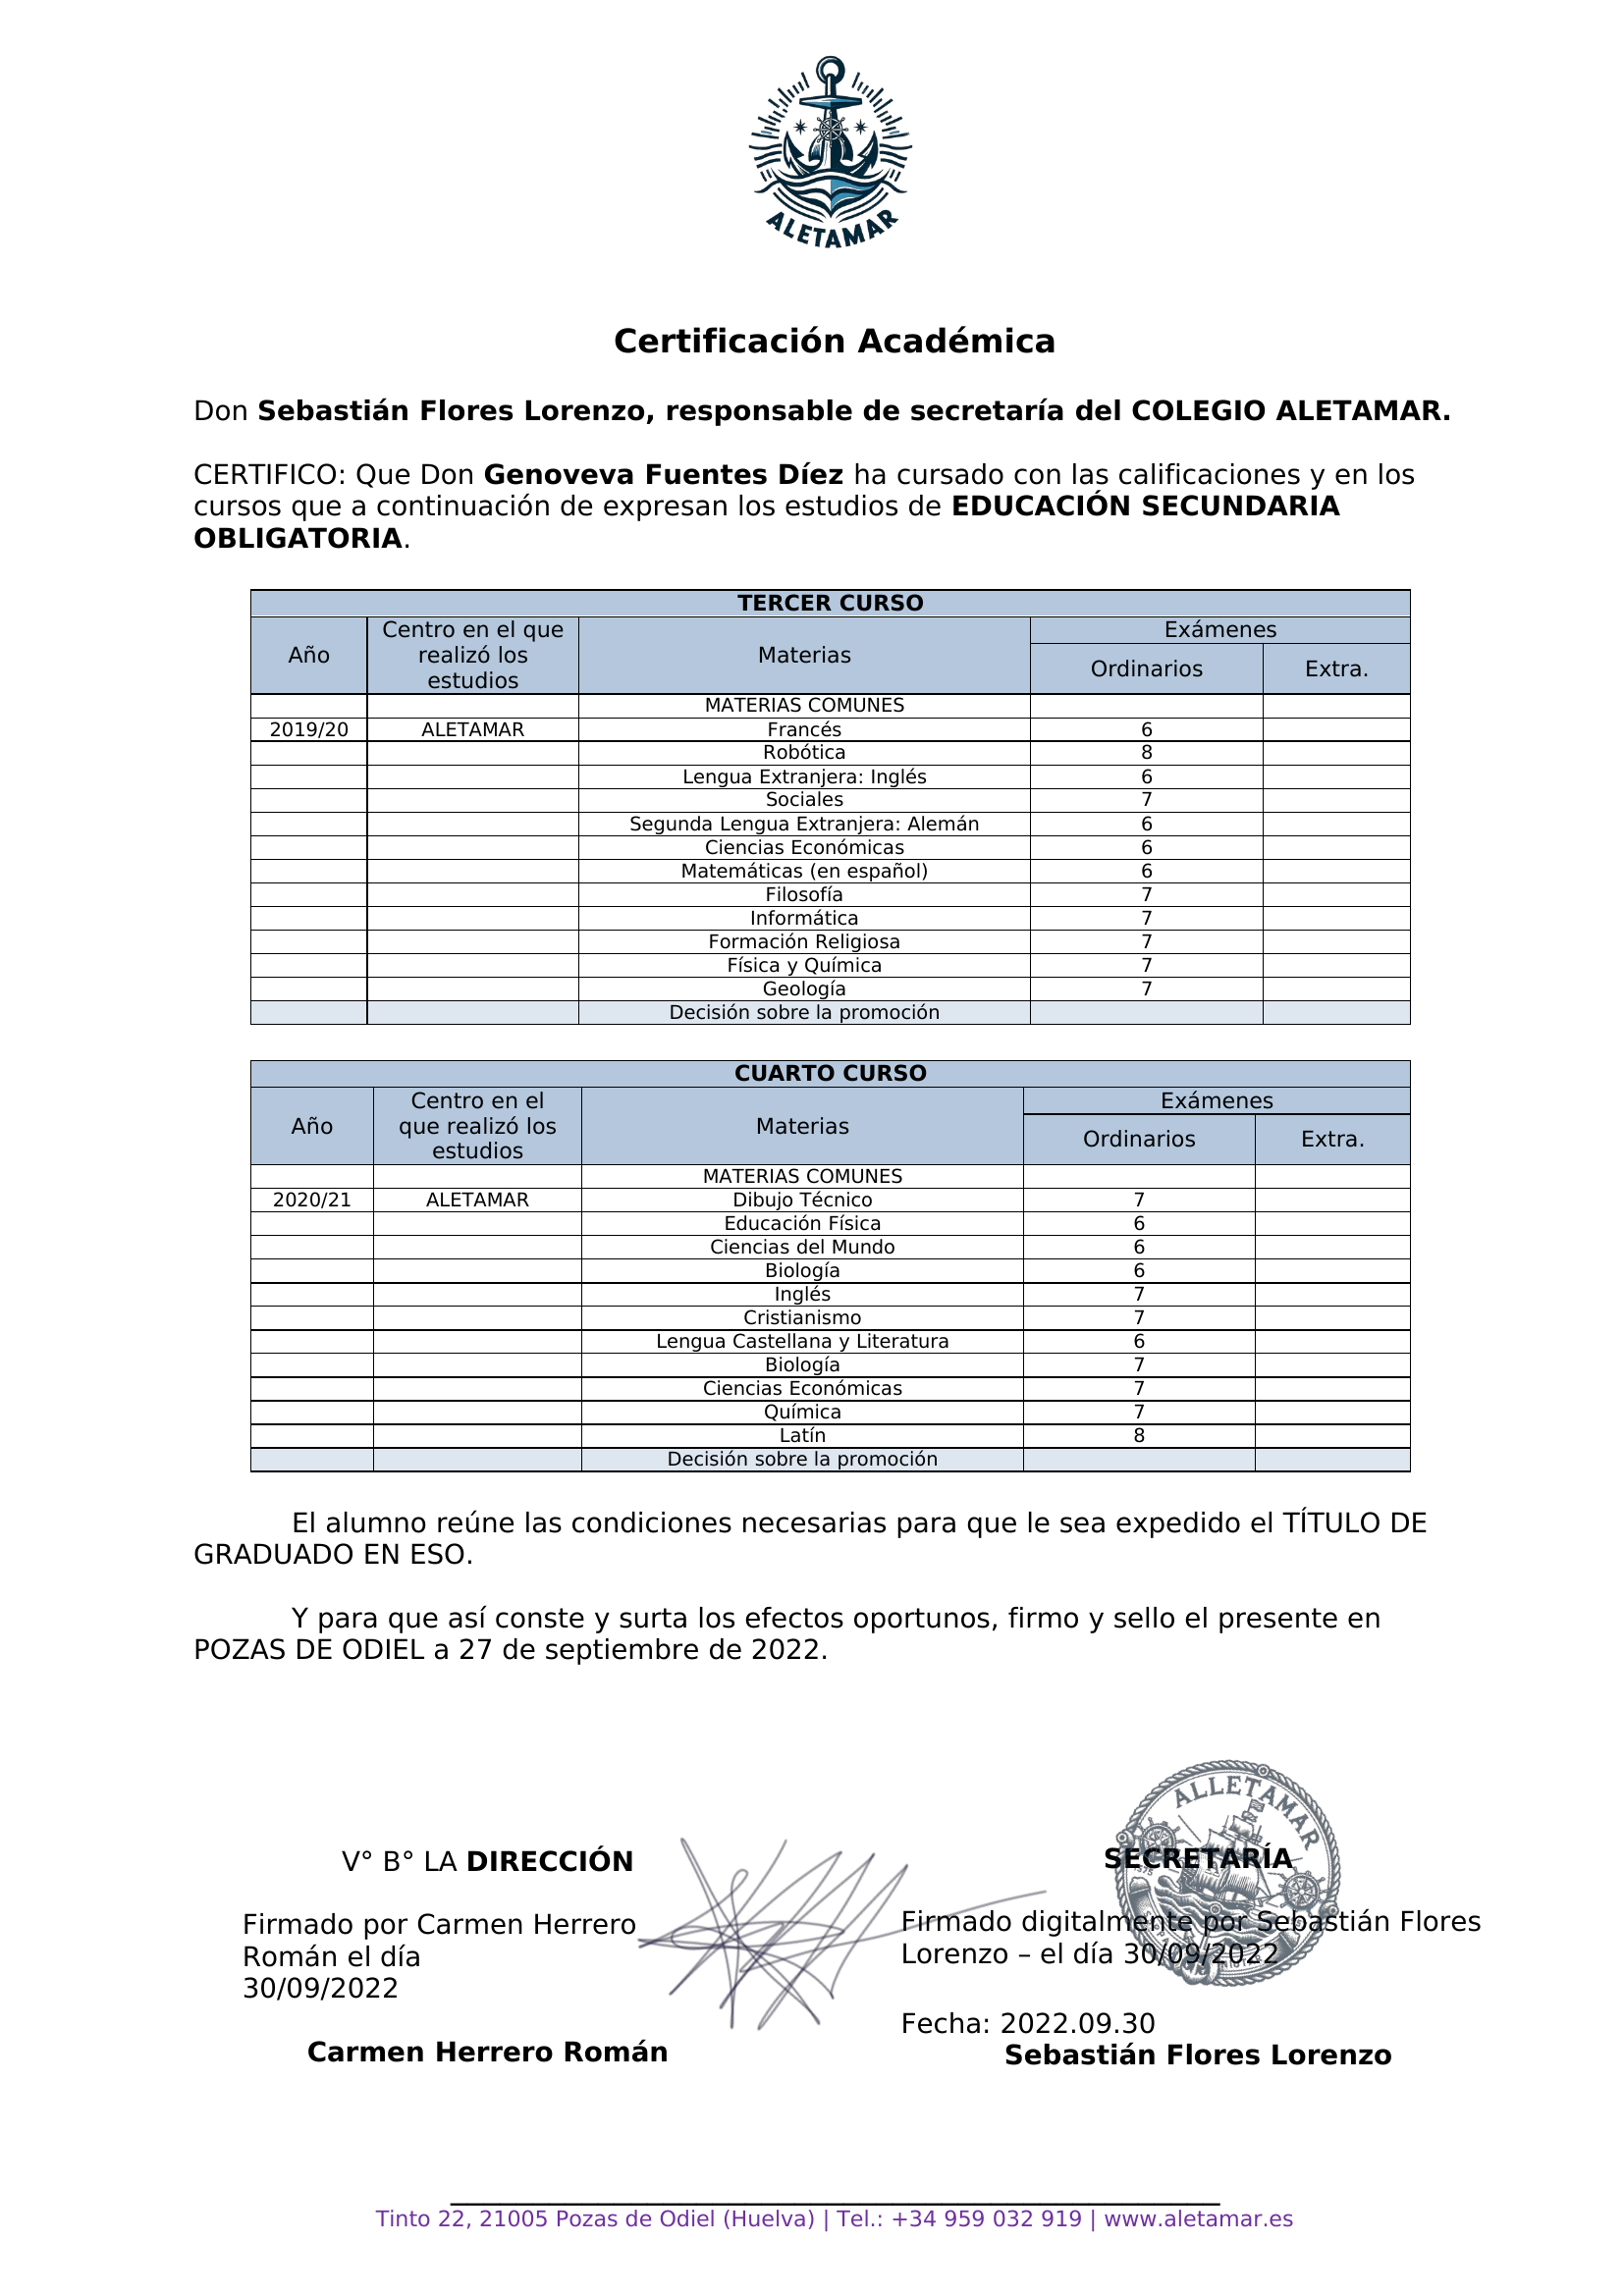 ALETAMAR
Certificación Académica
Don Sebastián Flores Lorenzo, responsable de secretaría del COLEGIO ALETAMAR.
CERTIFICO: Que Don Genoveva Fuentes Díez ha cursado con las calificaciones y en los
cursos que a continuación de expresan los estudios de EDUCACIÓN SECUNDARIA
OBLIGATORIA.
TERCER CURSO
Año Centro en el que realizó los estudios Materias Exámenes
Ordinarios Extra.
MATERIAS COMUNES
2019/20 ALETAMAR Francés 6
Robótica 8
Lengua Extranjera: Inglés 6
Sociales 7
Segunda Lengua Extranjera: Alemán 6
Ciencias Económicas 6
Matemáticas (en español) 6
Filosofía 7
Informática 7
Formación Religiosa 7
Física y Química 7
Geología 7
Decisión sobre la promoción
CUARTO CURSO
Año Centro en el que realizó los estudios Materias Exámenes
Ordinarios Extra.
MATERIAS COMUNES
2020/21 ALETAMAR Dibujo Técnico 7
Educación Física 6
Ciencias del Mundo 6
Biología 6
Inglés 7
Cristianismo 7
Lengua Castellana y Literatura 6
Biología 7
Ciencias Económicas 7
Química 7
Latín 8
Decisión sobre la promoción
El alumno reúne las condiciones necesarias para que le sea expedido el TÍTULO DE
GRADUADO EN ESO.
Y para que así conste y surta los efectos oportunos, firmo y sello el presente en
POZAS DE ODIEL a 27 de septiembre de 2022.
V° B° LA DIRECCIÓN
Firmado por Carmen Herrero
Román el día
30/09/2022
Carmen Herrero Román
ALLETAMAR
SECRETARÍA
Firmado digitalmente por Sebastián Flores
Lorenzo – el día 30/09/2022
Fecha: 2022.09.30
Sebastián Flores Lorenzo
Tinto 22, 21005 Pozas de Odiel (Huelva) | Tel.: +34 959 032 919 | www.aletamar.es